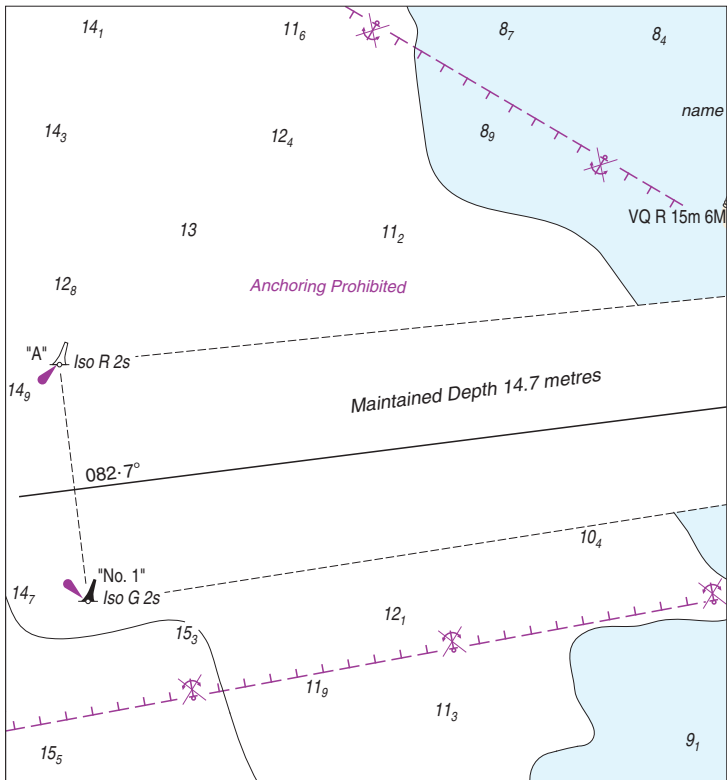 14₁ 11₆ 8₇ 8₄
name
14₃ 12₄ 8₉
VQ R 15m 6M
13 11₂
12₈ Anchoring Prohibited
"A" Iso R 2s
14₉
Maintained Depth 14.7 metres
082·7°
10₄
"No. 1"
14₇ Iso G 2s
12₁
15₃
11₉
11₃
15₅ 9₁